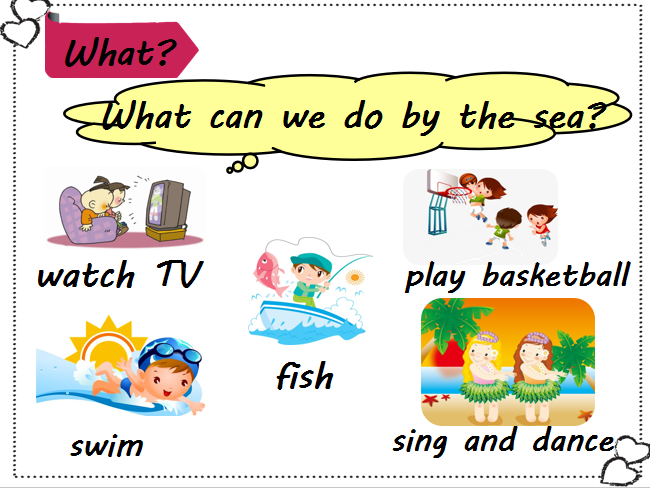 What?
What can we do by the sea?
watch TV
play basketball
fish
swim
sing and dance